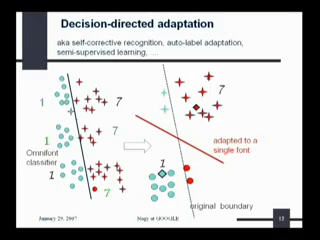 Decision-directed adaptation
aka self-corrective recognition, auto-label adaptation,
semi-supervised learning, ....
1
7
7
1
7
adapted to a
single font
Omnifont
classifier
1
1
7
original boundary
January 29, 2007
Nagy at GOOGLE
12